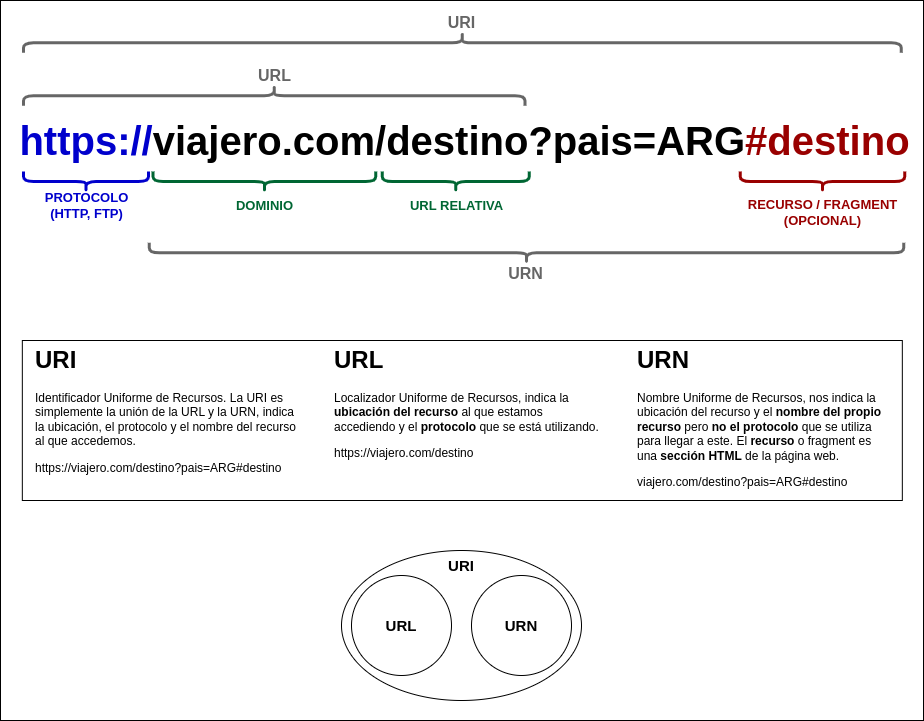 URI
URL
https://viajero.com/destino?pais=ARG#destino
PROTOCOLO
(HTTP, FTP)
DOMINIO
URL RELATIVA
RECURSO / FRAGMENT
(OPCIONAL)
URN
URI
Identificador Uniforme de Recursos. La URI es
simplemente la unión de la URL y la URN, indica
la ubicación, el protocolo y el nombre del recurso
al que accedemos.
https://viajero.com/destino?pais=ARG#destino
URL
Localizador Uniforme de Recursos, indica la
ubicación del recurso al que estamos
accediendo y el protocolo que se está utilizando.
https://viajero.com/destino
URN
Nombre Uniforme de Recursos, nos indica la
ubicación del recurso y el nombre del propio
recurso pero no el protocolo que se utiliza
para llegar a este. El recurso o fragment es
una sección HTML de la página web.
viajero.com/destino?pais=ARG#destino
URI
URL
URN